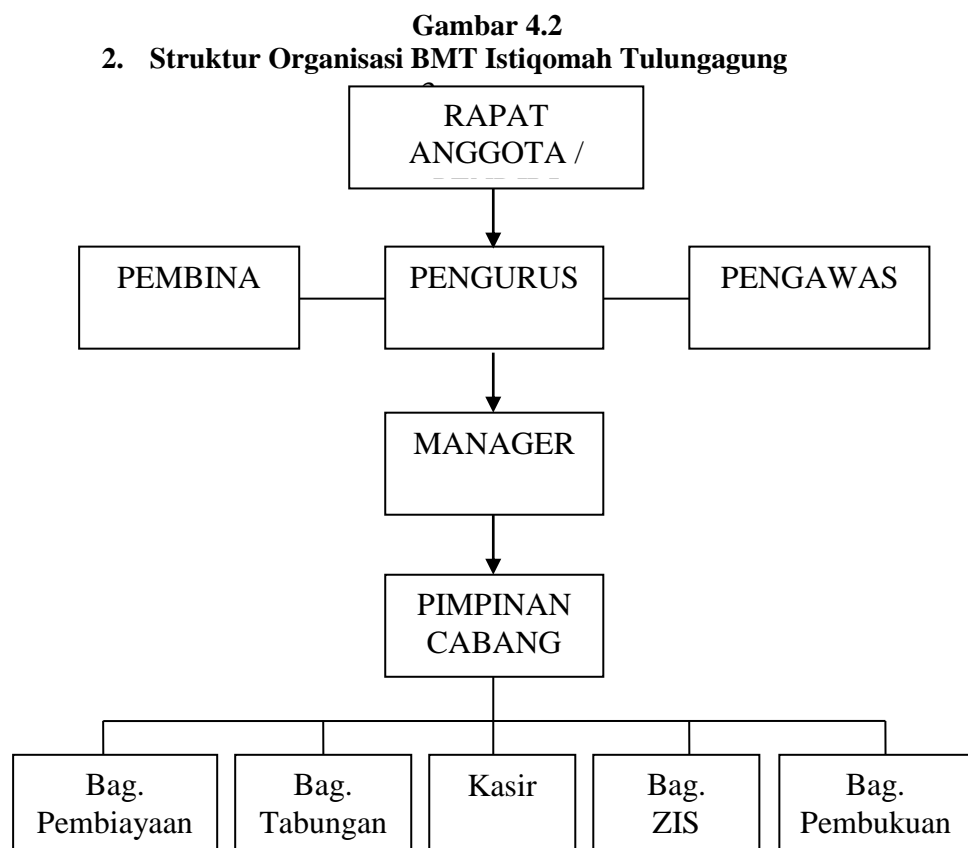 Gambar 4.2
2. Struktur Organisasi BMT Istiqomah Tulungagung
RAPAT
ANGGOTA /
PEMBINA
PENGURUS
PENGAWAS
MANAGER
PIMPINAN
CABANG
Bag.
Pembiayaan
Bag.
Tabungan
Kasir
Bag.
ZIS
Bag.
Pembukuan